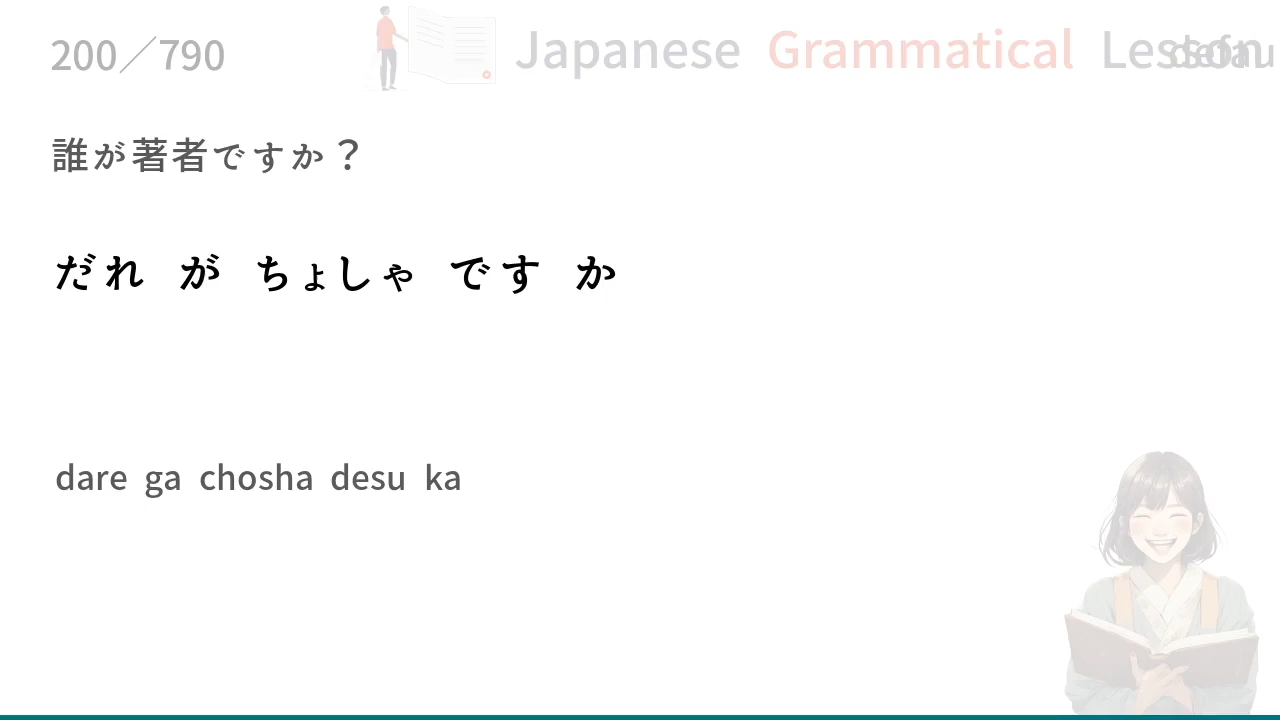 200／790
Japanese Grammatical Lesson
誰が著者ですか？
だれ が ちょしゃ です か
dare ga chosha desu ka